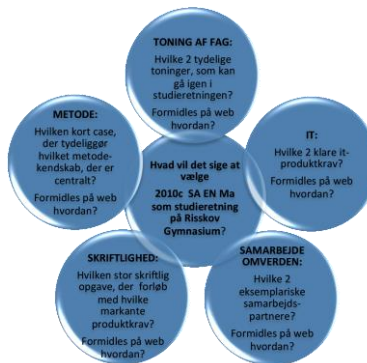 TONING AF FAG:
Hvilke 2 tydelige
toninger, som kan
gå igen i
studieretningen?
Formidles på web
hvordan?
METODE:
Hvilken kort case,
der tydeliggør
hvilket metode-
kendskab, der er
centralt?
Formidles på web
hvordan?
IT:
Hvilke 2 klare it-
produktkrav?
Formidles på web
hvordan?
Hvad vil det sige at
vælge
2010c SA EN Ma
som studieretning
på Risskov
Gymnasium?
SKRIFTLIGHED:
Hvilken stor skriftlig
opgave, der forløb
med hvilke
markante
produktkrav?
Formidles på web
hvordan?
SAMARBEJDE
OMVERDEN:
Hvilke 2
eksemplariske
samarbejds-
partnere?
Formidles på web
hvordan?